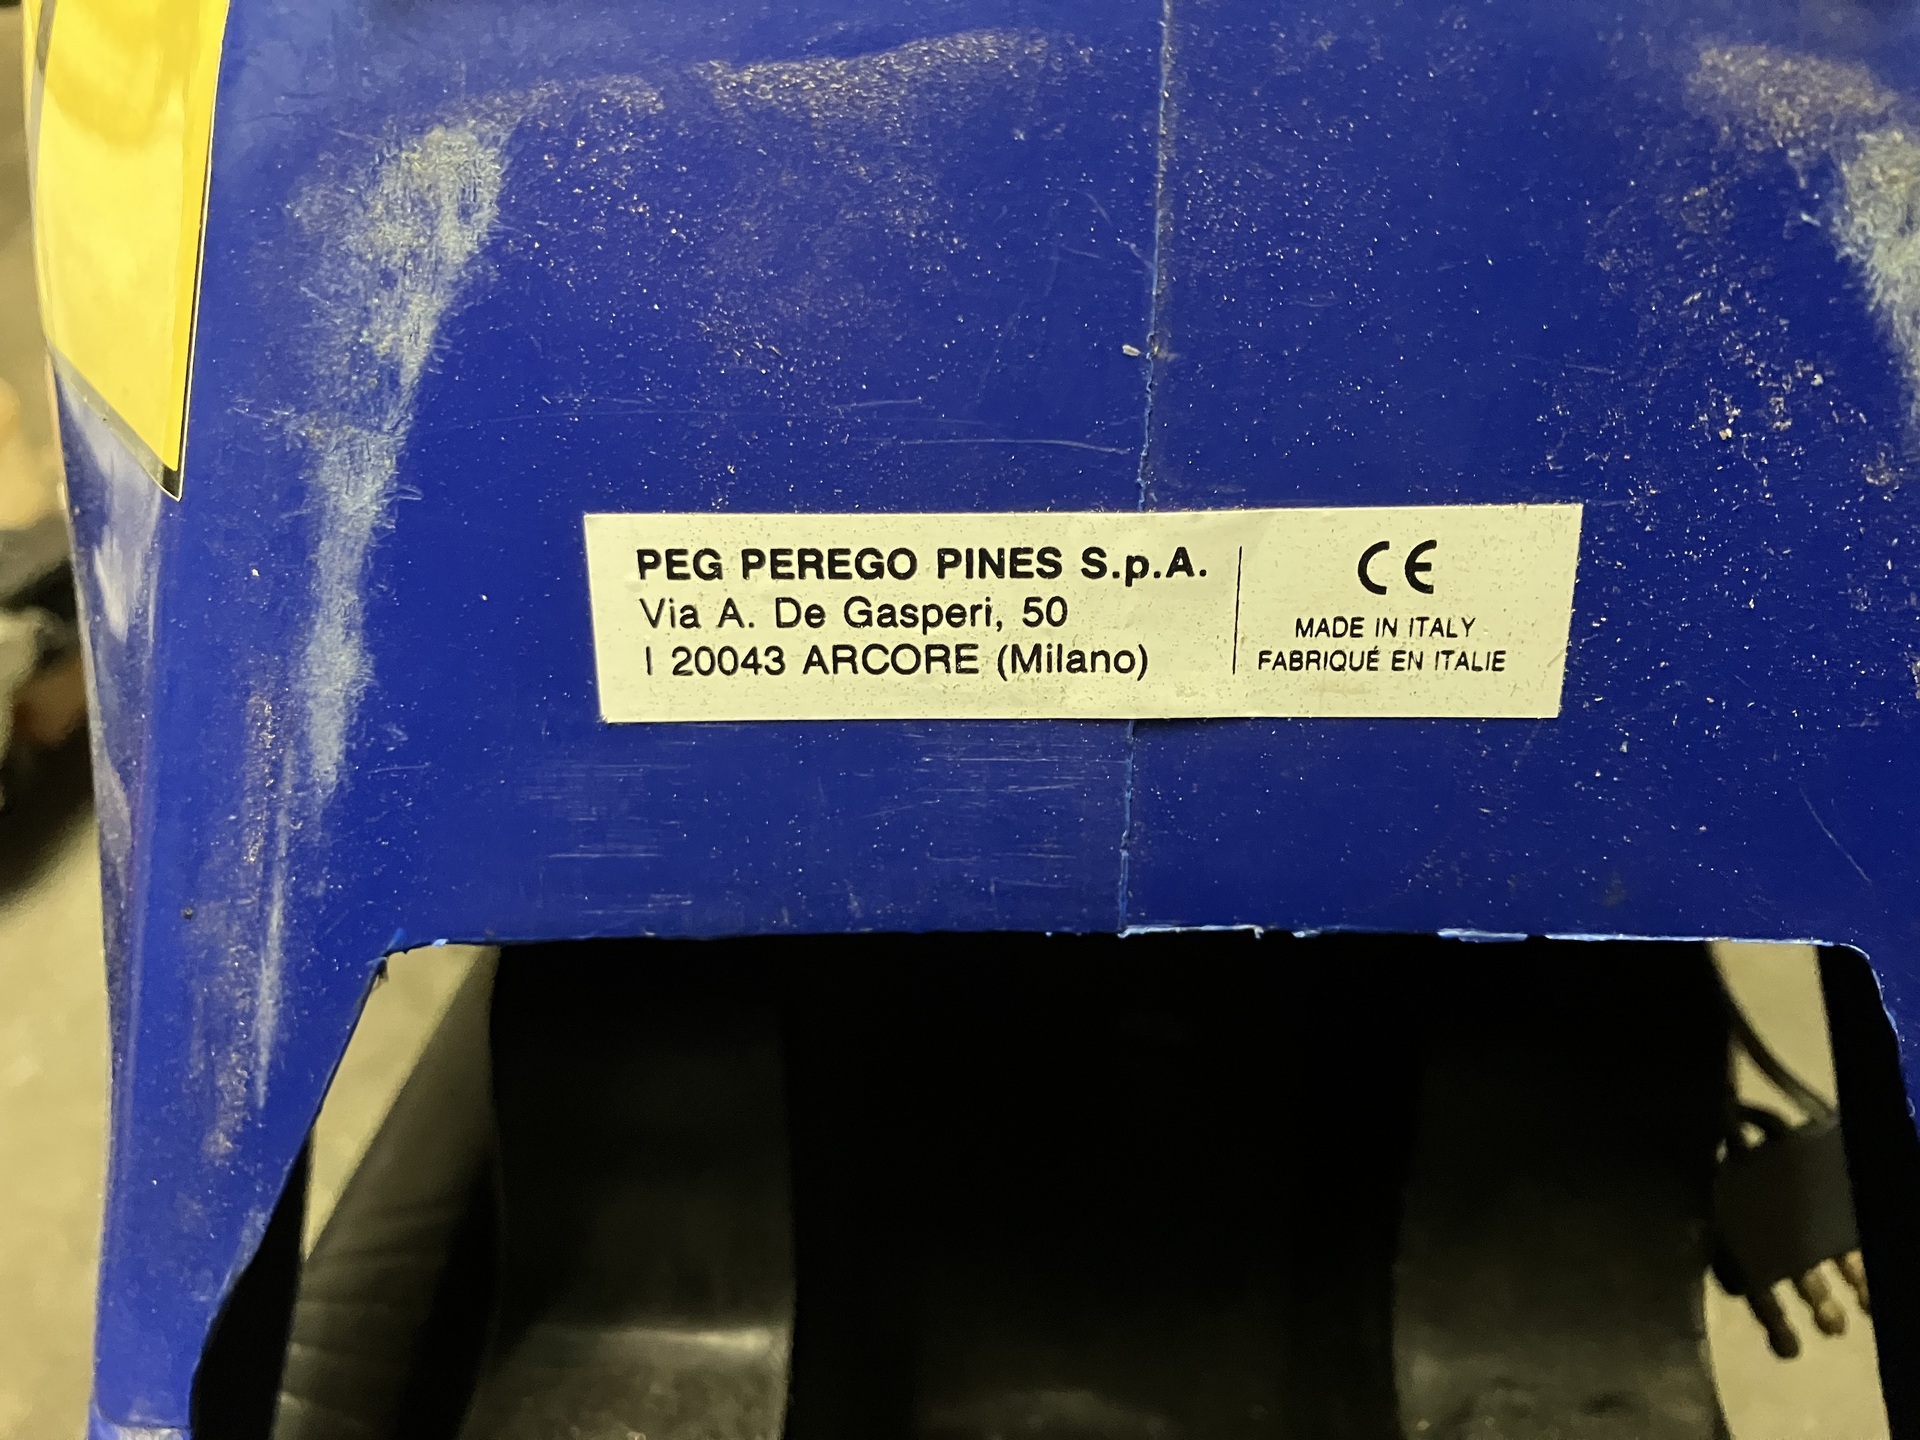 PEG PEREGO PINES S.p.A.
Via A. De Gasperi, 50
I 20043 ARCORE (Milano)
CE
MADE IN ITALY
FABRIQUÉ EN ITALIE